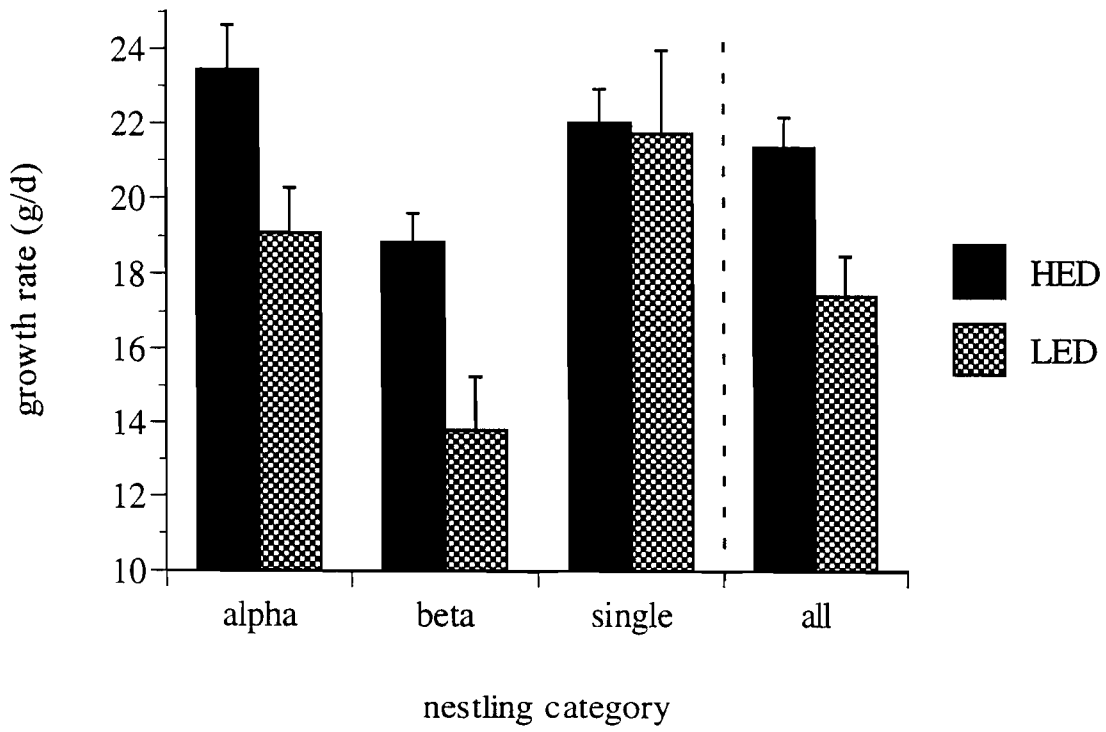 growth rate (g/d)
24
22
20
18
16
14
12
10
alpha beta single all
nestling category
HED
LED